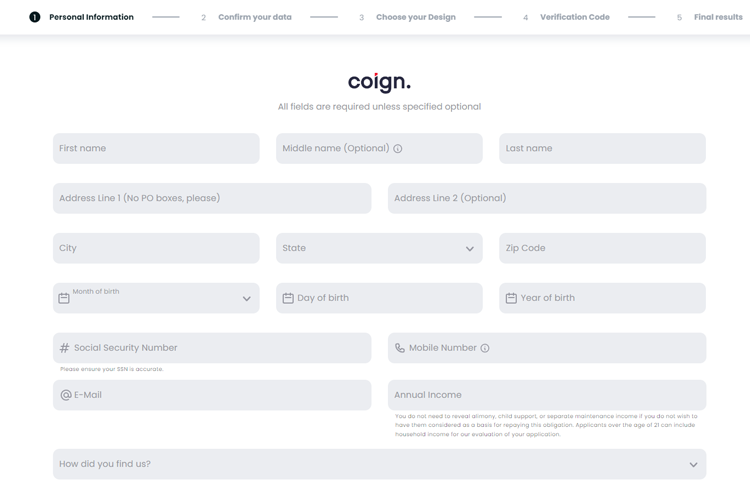 1 Personal Information 2 Confirm your data 3 Choose your Design 4 Verification Code 5 Final results
coign.
All fields are required unless specified optional
First name Middle name (Optional) Last name
Address Line 1 (No PO boxes, please) Address Line 2 (Optional)
City State Zip Code
Month of birth Day of birth Year of birth
# Social Security Number Mobile Number
Please ensure your SSN is accurate.
@ E-Mail Annual Income
You do not need to reveal alimony, child support, or separate maintenance income if you do not wish to
have them considered as a basis for repaying this obligation. Applicants over the age of 21 can include
household income for our evaluation of your application.
How did you find us?